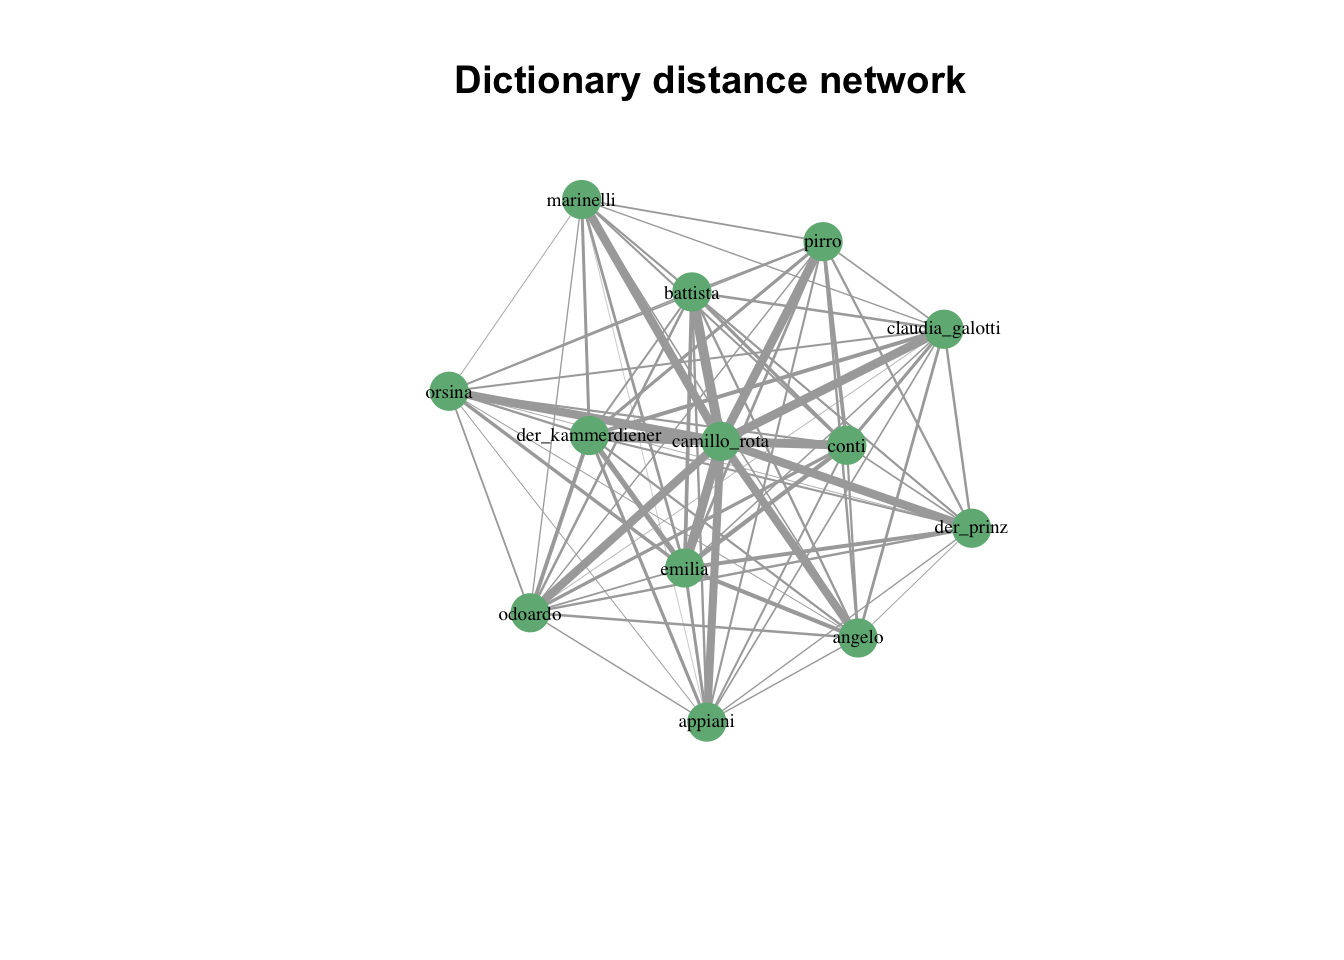 Dictionary distance network
marinelli
pirro
battista
claudia_galotti
orsina
der_kammerdiener
camillo_rota
conti
der_prinz
emilia
odoardo
angelo
appiani